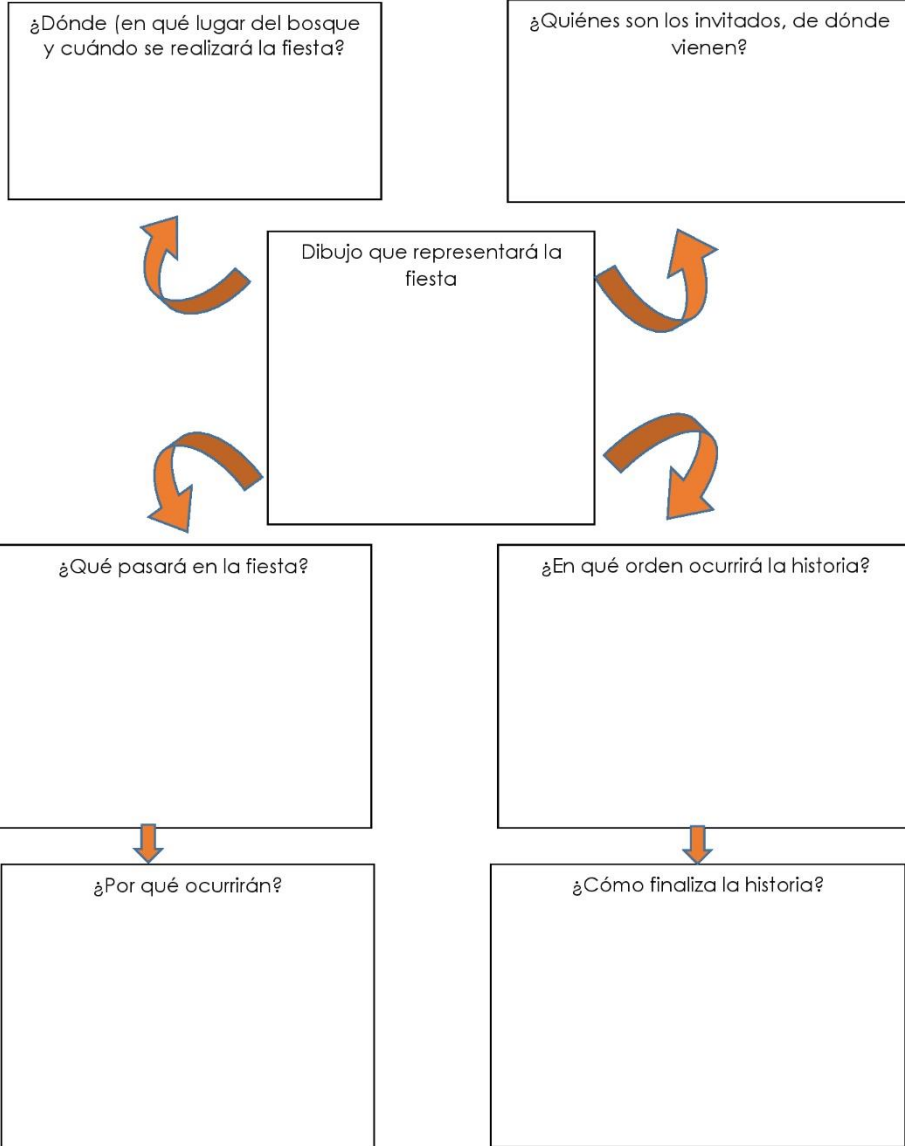 ¿Dónde (en qué lugar del bosque
y cuándo se realizará la fiesta?
¿Quiénes son los invitados, de dónde
vienen?
Dibujo que representará la
fiesta
¿Qué pasará en la fiesta?
¿En qué orden ocurrirá la historia?
¿Por qué ocurrirán?
¿Cómo finaliza la historia?